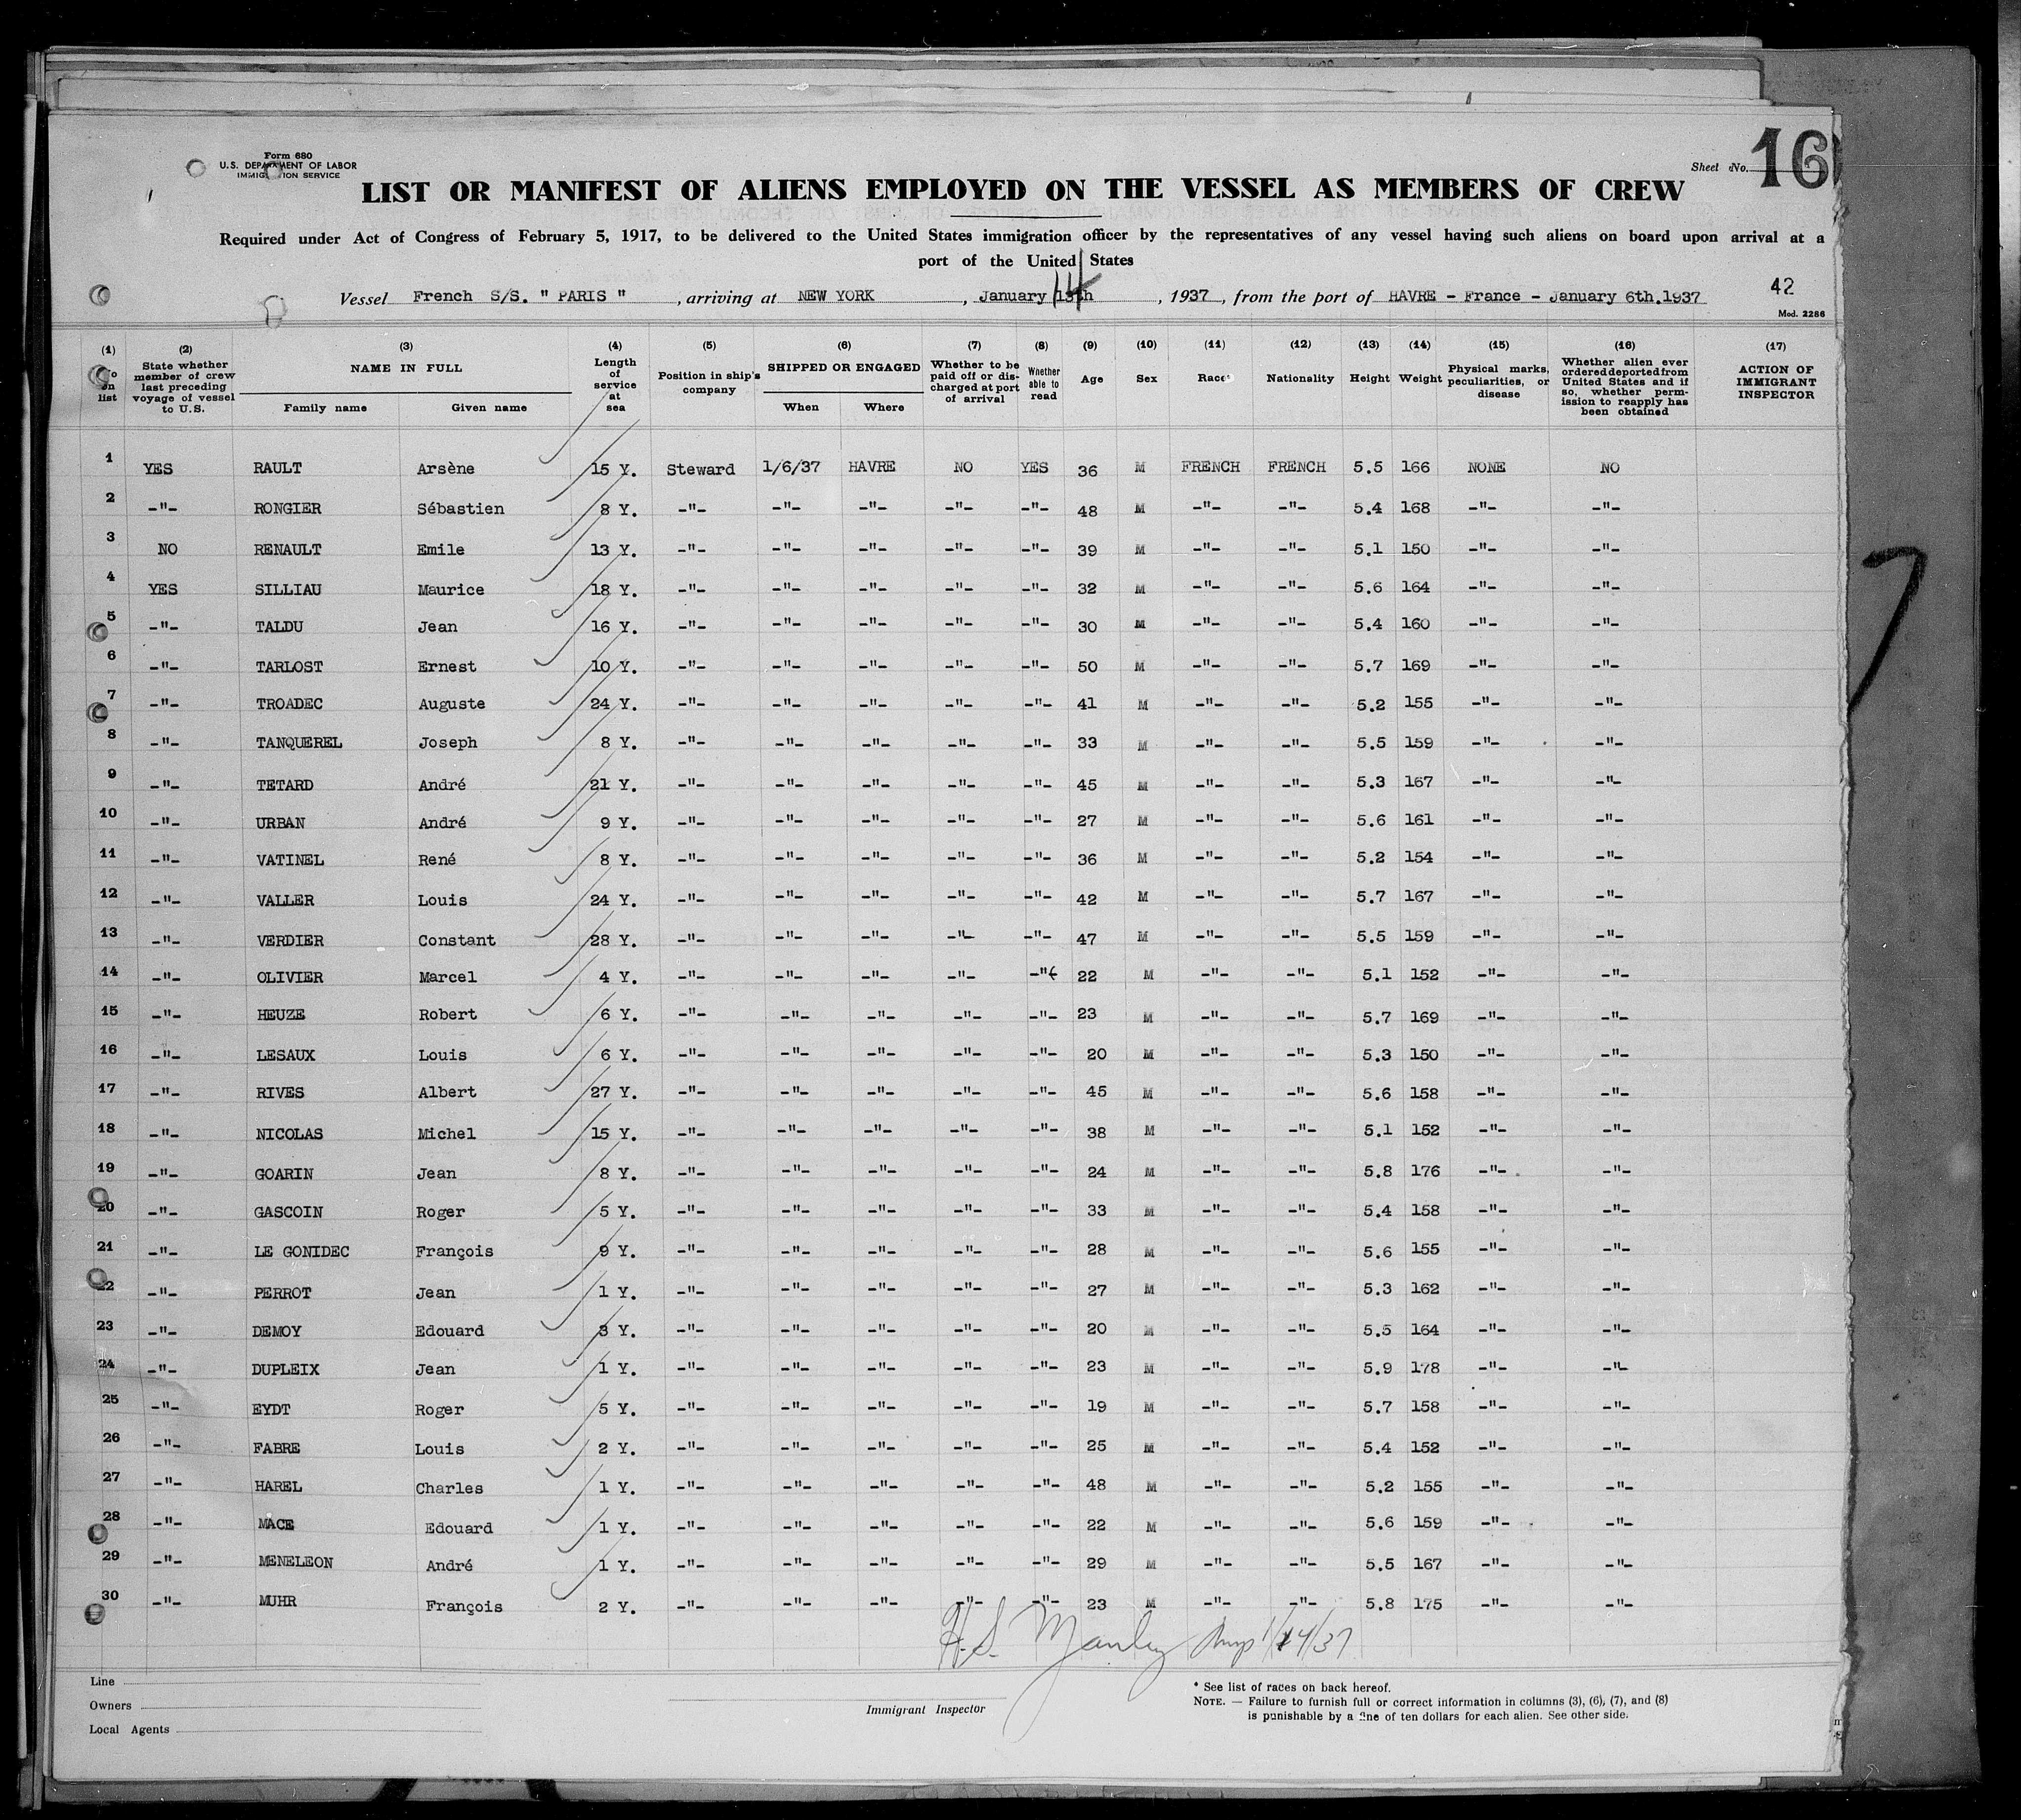 Form 680
U.S. DEPARTMENT OF LABOR
IMMIGRATION SERVICE
Sheet No. 16
LIST OR MANIFEST OF ALIENS EMPLOYED ON THE VESSEL AS MEMBERS OF CREW
Required under Act of Congress of February 5, 1917, to be delivered to the United States immigration officer by the representatives of any vessel having such aliens on board upon arrival at a
port of the United States
14
Vessel French S/S. " PARIS " , arriving at NEW YORK , January 13th , 1937 , from the port of HAVRE - France - January 6th.1937
42
Mod. 2286
(1) No on list (2) State whether member of crew last preceding voyage of vessel to U.S. (3) NAME IN FULL Family name Given name (4) Length of service at sea (5) Position in ship's company (6) SHIPPED OR ENGAGED When Where (7) Whether to be paid off or discharged at port of arrival (8) Whether able to read (9) Age (10) Sex (11) Race* (12) Nationality (13) Height (14) Weight (15) Physical marks, peculiarities, or disease (16) Whether alien ever ordered deported from United States and if so, whether permission to reapply has been obtained (17) ACTION OF IMMIGRANT INSPECTOR
1 YES RAULT Arsène 15 Y. Steward 1/6/37 HAVRE NO YES 36 M FRENCH FRENCH 5.5 166 NONE NO
2 -"- RONGIER Sébastien 8 Y. -"- -"- -"- -"- -"- 48 M -"- -"- 5.4 168 -"- -"-
3 NO RENAULT Emile 13 Y. -"- -"- -"- -"- -"- 39 M -"- -"- 5.1 150 -"- -"-
4 YES SILLIAU Maurice 18 Y. -"- -"- -"- -"- -"- 32 M -"- -"- 5.6 164 -"- -"-
5 -"- TALDU Jean 16 Y. -"- -"- -"- -"- -"- 30 M -"- -"- 5.4 160 -"- -"-
6 -"- TARLOST Ernest 10 Y. -"- -"- -"- -"- -"- 50 M -"- -"- 5.7 169 -"- -"-
7 -"- TROADEC Auguste 24 Y. -"- -"- -"- -"- -"- 41 M -"- -"- 5.2 155 -"- -"-
8 -"- TANQUEREL Joseph 8 Y. -"- -"- -"- -"- -"- 33 M -"- -"- 5.5 159 -"- -"-
9 -"- TETARD André 21 Y. -"- -"- -"- -"- -"- 45 M -"- -"- 5.3 167 -"- -"-
10 -"- URBAN André 9 Y. -"- -"- -"- -"- -"- 27 M -"- -"- 5.6 161 -"- -"-
11 -"- VATINEL René 8 Y. -"- -"- -"- -"- -"- 36 M -"- -"- 5.2 154 -"- -"-
12 -"- VALLER Louis 24 Y. -"- -"- -"- -"- -"- 42 M -"- -"- 5.7 167 -"- -"-
13 -"- VERDIER Constant 28 Y. -"- -"- -"- -"- -"- 47 M -"- -"- 5.5 159 -"- -"-
14 -"- OLIVIER Marcel 4 Y. -"- -"- -"- -"- -"- 22 M -"- -"- 5.1 152 -"- -"-
15 -"- HEUZE Robert 6 Y. -"- -"- -"- -"- -"- 23 M -"- -"- 5.7 169 -"- -"-
16 -"- LESAUX Louis 6 Y. -"- -"- -"- -"- -"- 20 M -"- -"- 5.3 150 -"- -"-
17 -"- RIVES Albert 27 Y. -"- -"- -"- -"- -"- 45 M -"- -"- 5.6 158 -"- -"-
18 -"- NICOLAS Michel 15 Y. -"- -"- -"- -"- -"- 38 M -"- -"- 5.1 152 -"- -"-
19 -"- GOARIN Jean 8 Y. -"- -"- -"- -"- -"- 24 M -"- -"- 5.8 176 -"- -"-
20 -"- GASCOIN Roger 5 Y. -"- -"- -"- -"- -"- 33 M -"- -"- 5.4 158 -"- -"-
21 -"- LE GONIDEC François 9 Y. -"- -"- -"- -"- -"- 28 M -"- -"- 5.6 155 -"- -"-
22 -"- PERROT Jean 1 Y. -"- -"- -"- -"- -"- 27 M -"- -"- 5.3 162 -"- -"-
23 -"- DEMOY Edouard 3 Y. -"- -"- -"- -"- -"- 20 M -"- -"- 5.5 164 -"- -"-
24 -"- DUPLEIX Jean 1 Y. -"- -"- -"- -"- -"- 23 M -"- -"- 5.9 178 -"- -"-
25 -"- EYDT Roger 5 Y. -"- -"- -"- -"- -"- 19 M -"- -"- 5.7 158 -"- -"-
26 -"- FABRE Louis 2 Y. -"- -"- -"- -"- -"- 25 M -"- -"- 5.4 152 -"- -"-
27 -"- HAREL Charles 1 Y. -"- -"- -"- -"- -"- 48 M -"- -"- 5.2 155 -"- -"-
28 -"- MACE Edouard 1 Y. -"- -"- -"- -"- -"- 22 M -"- -"- 5.6 159 -"- -"-
29 -"- MENELEON André 1 Y. -"- -"- -"- -"- -"- 29 M -"- -"- 5.5 167 -"- -"-
30 -"- MUHR François 2 Y. -"- -"- -"- -"- -"- 23 M -"- -"- 5.8 175 -"- -"-
H.S. Manley 1/14/37
Line
Owners
Local Agents
Immigrant Inspector
* See list of races on back hereof.
NOTE. — Failure to furnish full or correct information in columns (3), (6), (7), and (8)
is punishable by a fine of ten dollars for each alien. See other side.